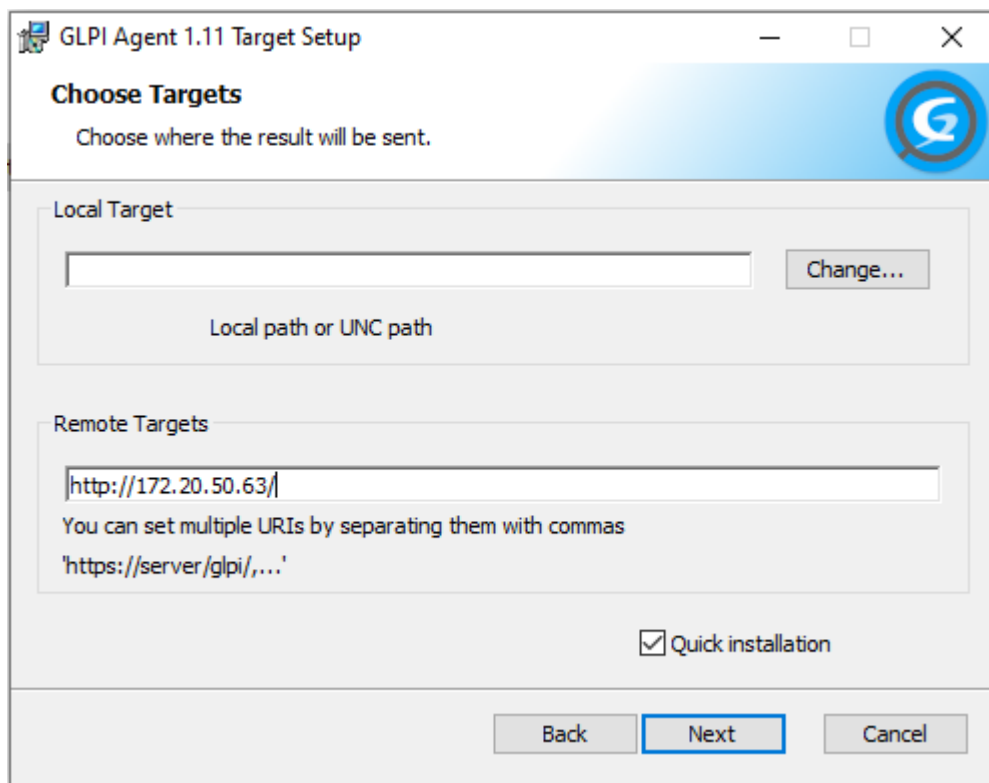 GLPI Agent 1.11 Target Setup
Choose Targets
Choose where the result will be sent.
Local Target
Change...
Local path or UNC path
Remote Targets
http://172.20.50.63/
You can set multiple URIs by separating them with commas
'https://server/glpi/,...'
Quick installation
Back
Next
Cancel